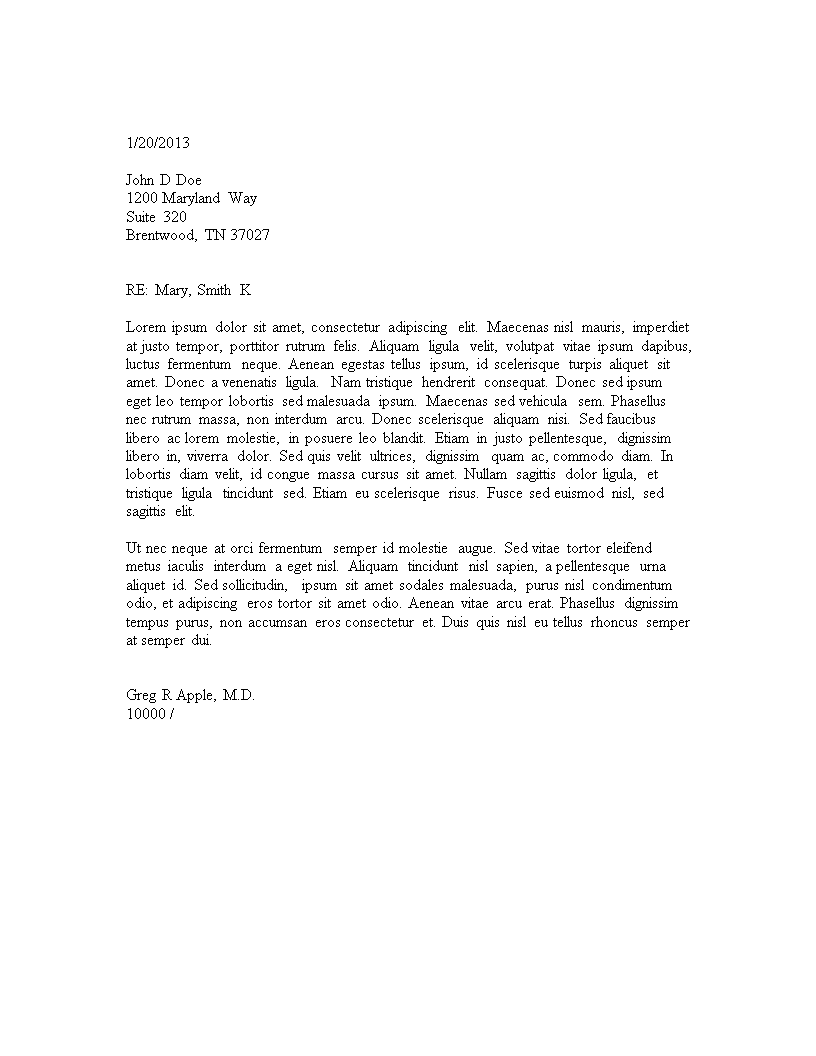 1/20/2013
John D Doe
1200 Maryland Way
Suite 320
Brentwood, TN 37027
RE: Mary, Smith K
Lorem ipsum dolor sit amet, consectetur adipiscing elit. Maecenas nisl mauris, imperdiet
at justo tempor, porttitor rutrum felis. Aliquam ligula velit, volutpat vitae ipsum dapibus,
luctus fermentum neque. Aenean egestas tellus ipsum, id scelerisque turpis aliquet sit
amet. Donec a venenatis ligula. Nam tristique hendrerit consequat. Donec sed ipsum
eget leo tempor lobortis sed malesuada ipsum. Maecenas sed vehicula sem. Phasellus
nec rutrum massa, non interdum arcu. Donec scelerisque aliquam nisi. Sed faucibus
libero ac lorem molestie, in posuere leo blandit. Etiam in justo pellentesque, dignissim
libero in, viverra dolor. Sed quis velit ultrices, dignissim quam ac, commodo diam. In
lobortis diam velit, id congue massa cursus sit amet. Nullam sagittis dolor ligula, et
tristique ligula tincidunt sed. Etiam eu scelerisque risus. Fusce sed euismod nisl, sed
sagittis elit.
Ut nec neque at orci fermentum semper id molestie augue. Sed vitae tortor eleifend
metus iaculis interdum a eget nisl. Aliquam tincidunt nisl sapien, a pellentesque urna
aliquet id. Sed sollicitudin, ipsum sit amet sodales malesuada, purus nisl condimentum
odio, et adipiscing eros tortor sit amet odio. Aenean vitae arcu erat. Phasellus dignissim
tempus purus, non accumsan eros consectetur et. Duis quis nisl eu tellus rhoncus semper
at semper dui.
Greg R Apple, M.D.
10000 /